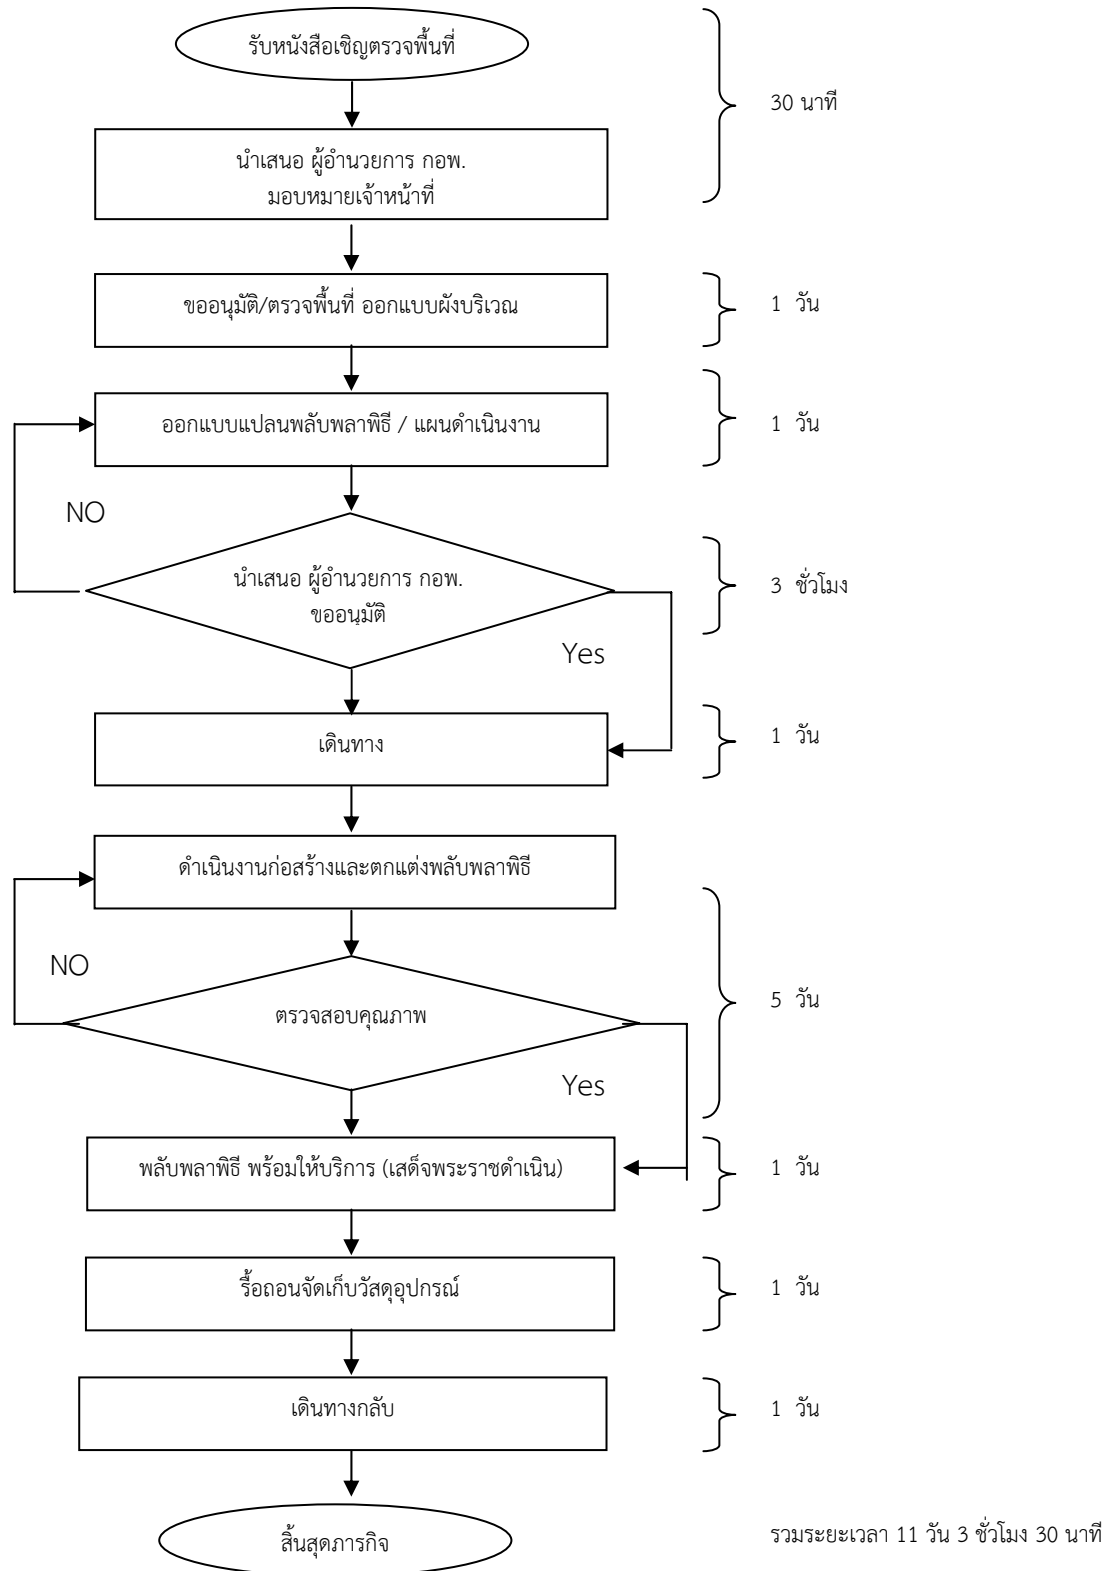 รับหนังสือเชิญตรวจพื้นที่
30 นาที
นำเสนอ ผู้อำนวยการ กอพ.
มอบหมายเจ้าหน้าที่
ขออนุมัติ/ตรวจพื้นที่ ออกแบบผังบริเวณ
1 วัน
ออกแบบแปลนพลับพลาพิธี / แผนดำเนินงาน
1 วัน
NO
นำเสนอ ผู้อำนวยการ กอพ.
ขออนุมัติ
3 ชั่วโมง
Yes
เดินทาง
1 วัน
ดำเนินงานก่อสร้างและตกแต่งพลับพลาพิธี
NO
ตรวจสอบคุณภาพ
5 วัน
Yes
พลับพลาพิธี พร้อมให้บริการ (เสด็จพระราชดำเนิน)
1 วัน
รื้อถอนจัดเก็บวัสดุอุปกรณ์
1 วัน
เดินทางกลับ
1 วัน
สิ้นสุดภารกิจ
รวมระยะเวลา 11 วัน 3 ชั่วโมง 30 นาที